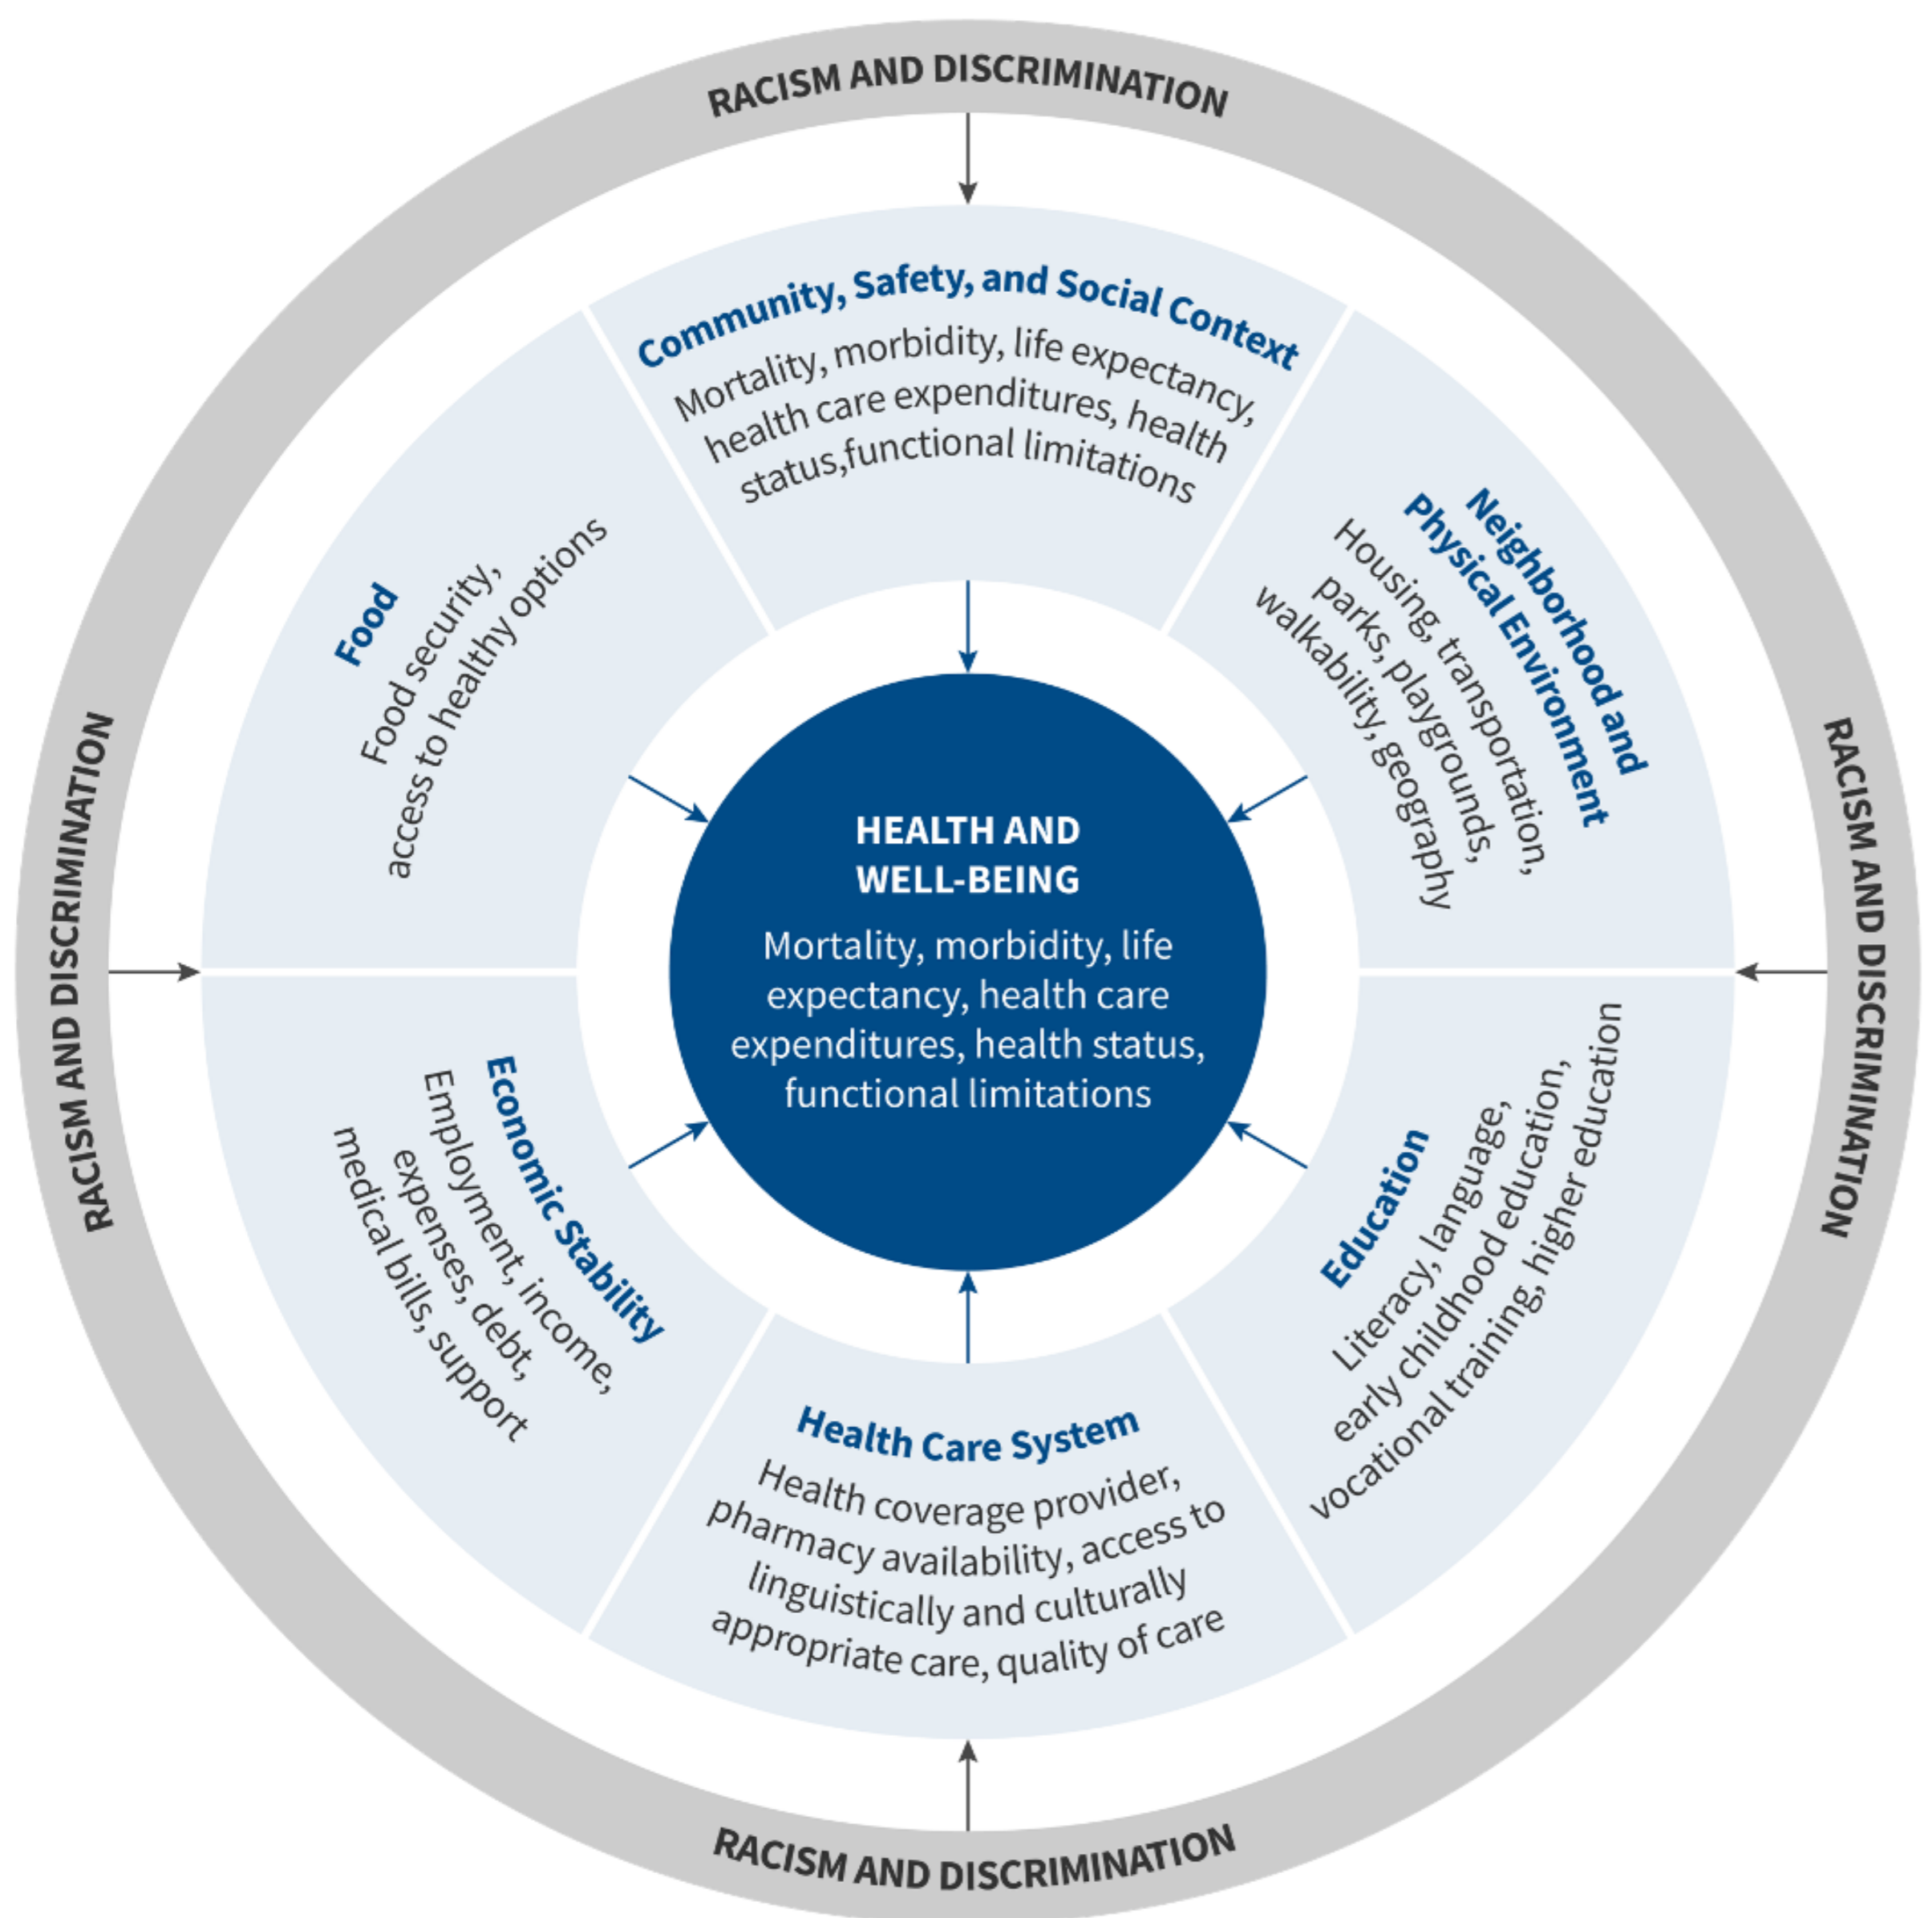 RACISM AND DISCRIMINATION
Community, Safety, and Social Context
Mortality, morbidity, life expectancy,
health care expenditures, health
status,functional limitations
Neighborhood and
Physical Environment
Housing, transportation,
parks, playgrounds,
walkability, geography
RACISM AND DISCRIMINATION
Education
Literacy, language,
early childhood education,
vocational training, higher education
Health Care System
Health coverage provider,
pharmacy availability, access to
linguistically and culturally
appropriate care, quality of care
RACISM AND DISCRIMINATION
Economic Stability
Employment, income,
expenses, debt,
medical bills, support
RACISM AND DISCRIMINATION
Food
Food security,
access to healthy options
HEALTH AND
WELL-BEING
Mortality, morbidity, life
expectancy, health care
expenditures, health status,
functional limitations